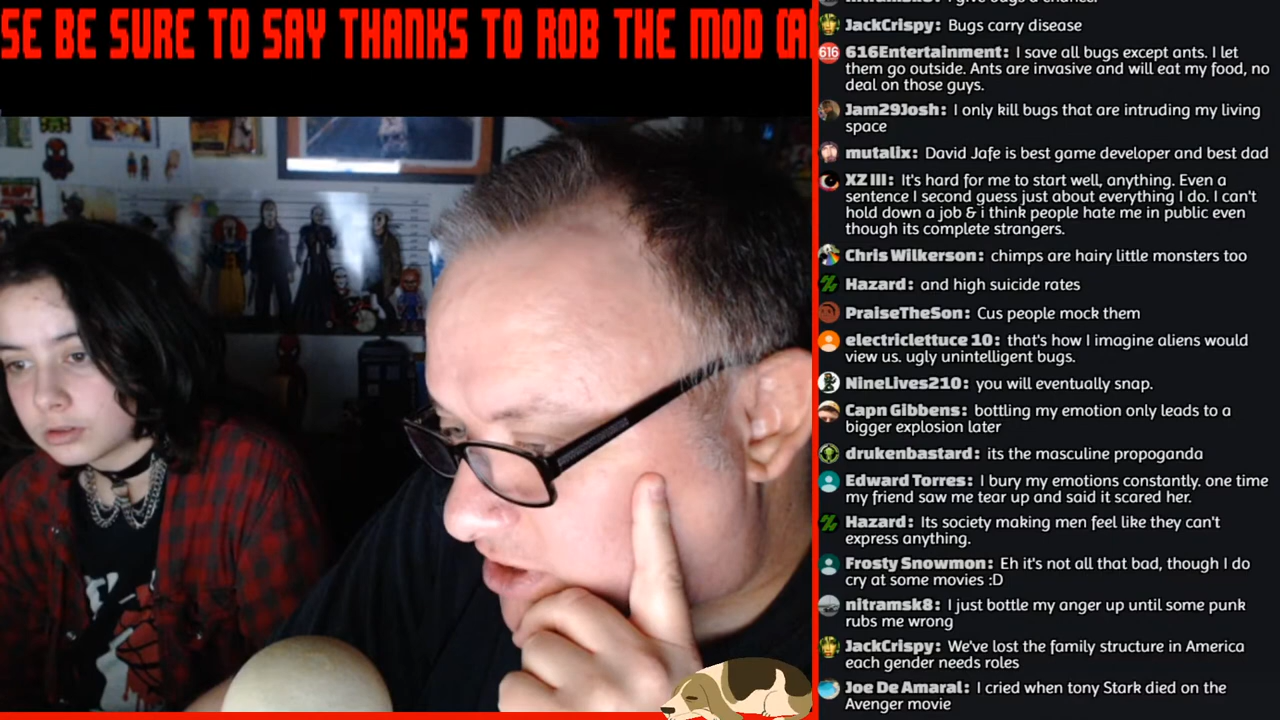 SE BE SURE TO SAY THANKS TO ROB THE MOD
JackCrispy: Bugs carry disease
616Entertainment: I save all bugs except ants. I let
them go outside. Ants are invasive and will eat my food, no
deal on those guys.
Jam29Josh: I only kill bugs that are intruding my living
space
mutalix: David Jafe is best game developer and best dad
XZ III: It's hard for me to start well, anything. Even a
sentence I second guess just about everything I do. I can't
hold down a job & i think people hate me in public even
though its complete strangers.
Chris Wilkerson: chimps are hairy little monsters too
Hazard: and high suicide rates
PraiseTheSon: Cus people mock them
electriclettuce 10: that's how I imagine aliens would
view us. ugly unintelligent bugs.
NineLives210: you will eventually snap.
Capn Gibbens: bottling my emotion only leads to a
bigger explosion later
drukenbastard: its the masculine propoganda
Edward Torres: I bury my emotions constantly. one time
my friend saw me tear up and said it scared her.
Hazard: Its society making men feel like they can't
express anything.
Frosty Snowmon: Eh it's not all that bad, though I do
cry at some movies :D
nitramsk8: I just bottle my anger up until some punk
rubs me wrong
JackCrispy: We've lost the family structure in America
each gender needs roles
Joe De Amaral: I cried when tony Stark died on the
Avenger movie
616